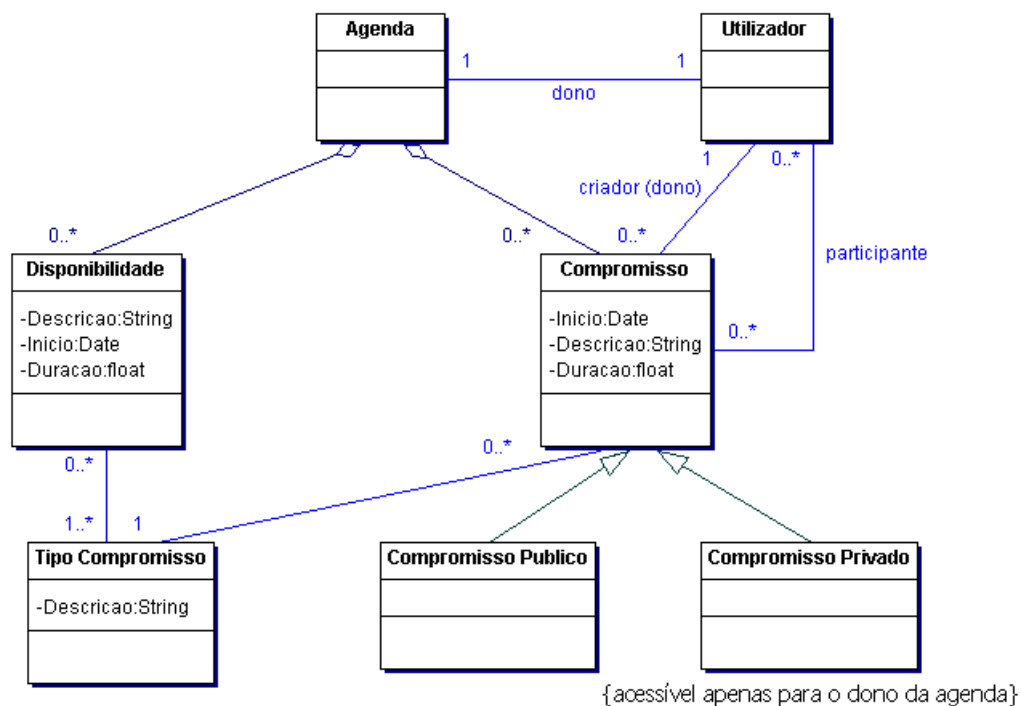 Agenda
Utilizador
1
1
dono
1
0..*
criador (dono)
0..*
0..*
0..*
participante
Disponibilidade
Compromisso
-Descricao:String
-Inicio:Date
-Duracao:float
-Inicio:Date
-Descricao:String
-Duracao:float
0..*
0..*
0..*
1..*
1
Tipo Compromisso
-Descricao:String
Compromisso Publico
Compromisso Privado
{acessível apenas para o dono da agenda}